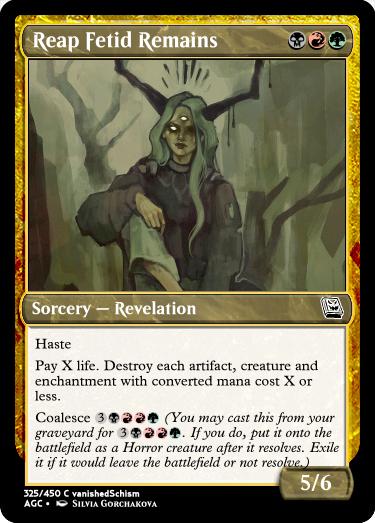 Reap Fetid Remains
Sorcery — Revelation
Haste
Pay X life. Destroy each artifact, creature and
enchantment with converted mana cost X or
less.
Coalesce 3 (You may cast this from your
graveyard for 3. If you do, put it onto the
battlefield as a Horror creature after it resolves. Exile
it if it would leave the battlefield or not resolve.)
5/6
325/450 C vanishedSchism
AGC • Silvia Gorchakova